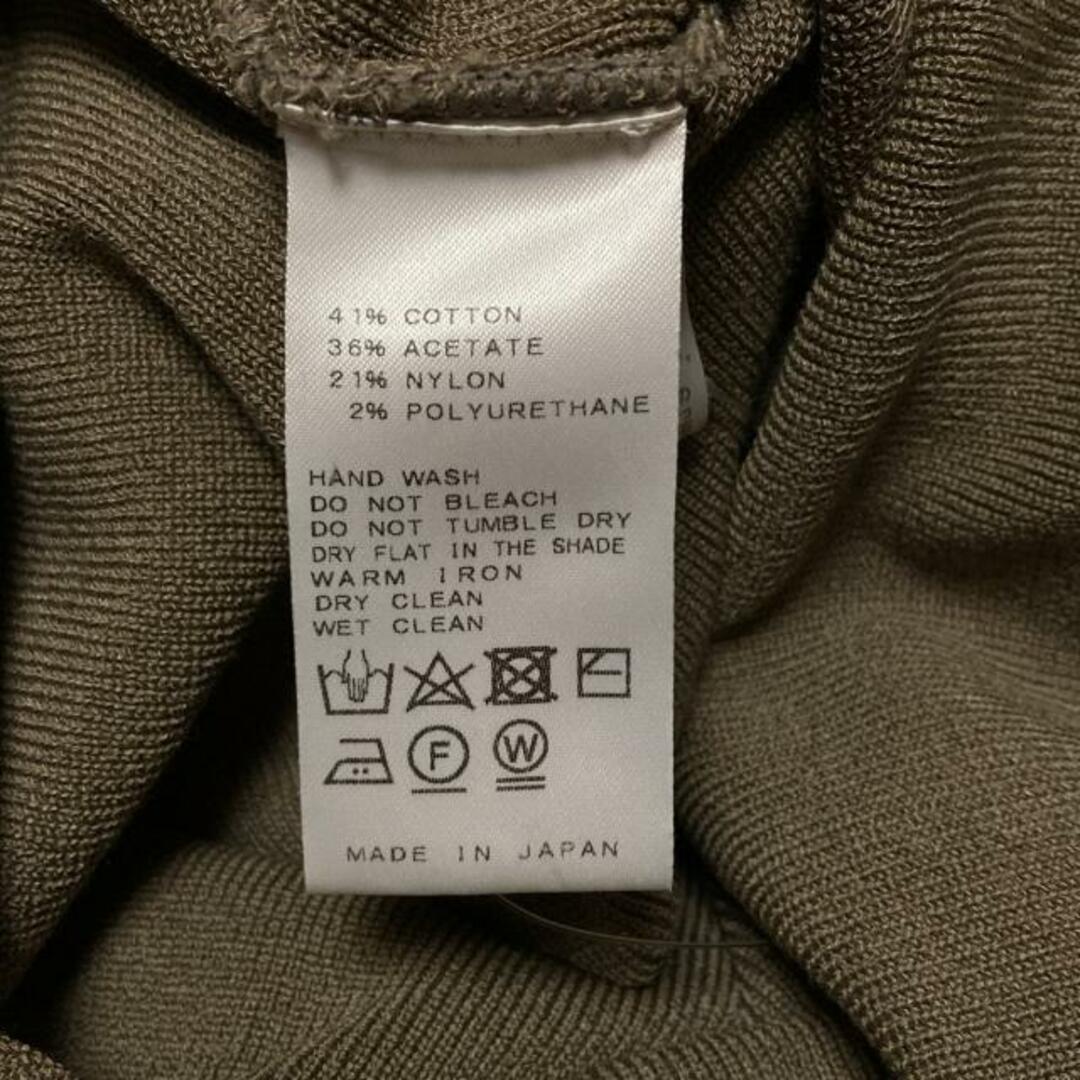 41% COTTON
36% ACETATE
21% NYLON
2% POLYURETHANE
HAND WASH
DO NOT BLEACH
DO NOT TUMBLE DRY
DRY FLAT IN THE SHADE
WARM IRON
DRY CLEAN
WET CLEAN
F W
MADE IN JAPAN